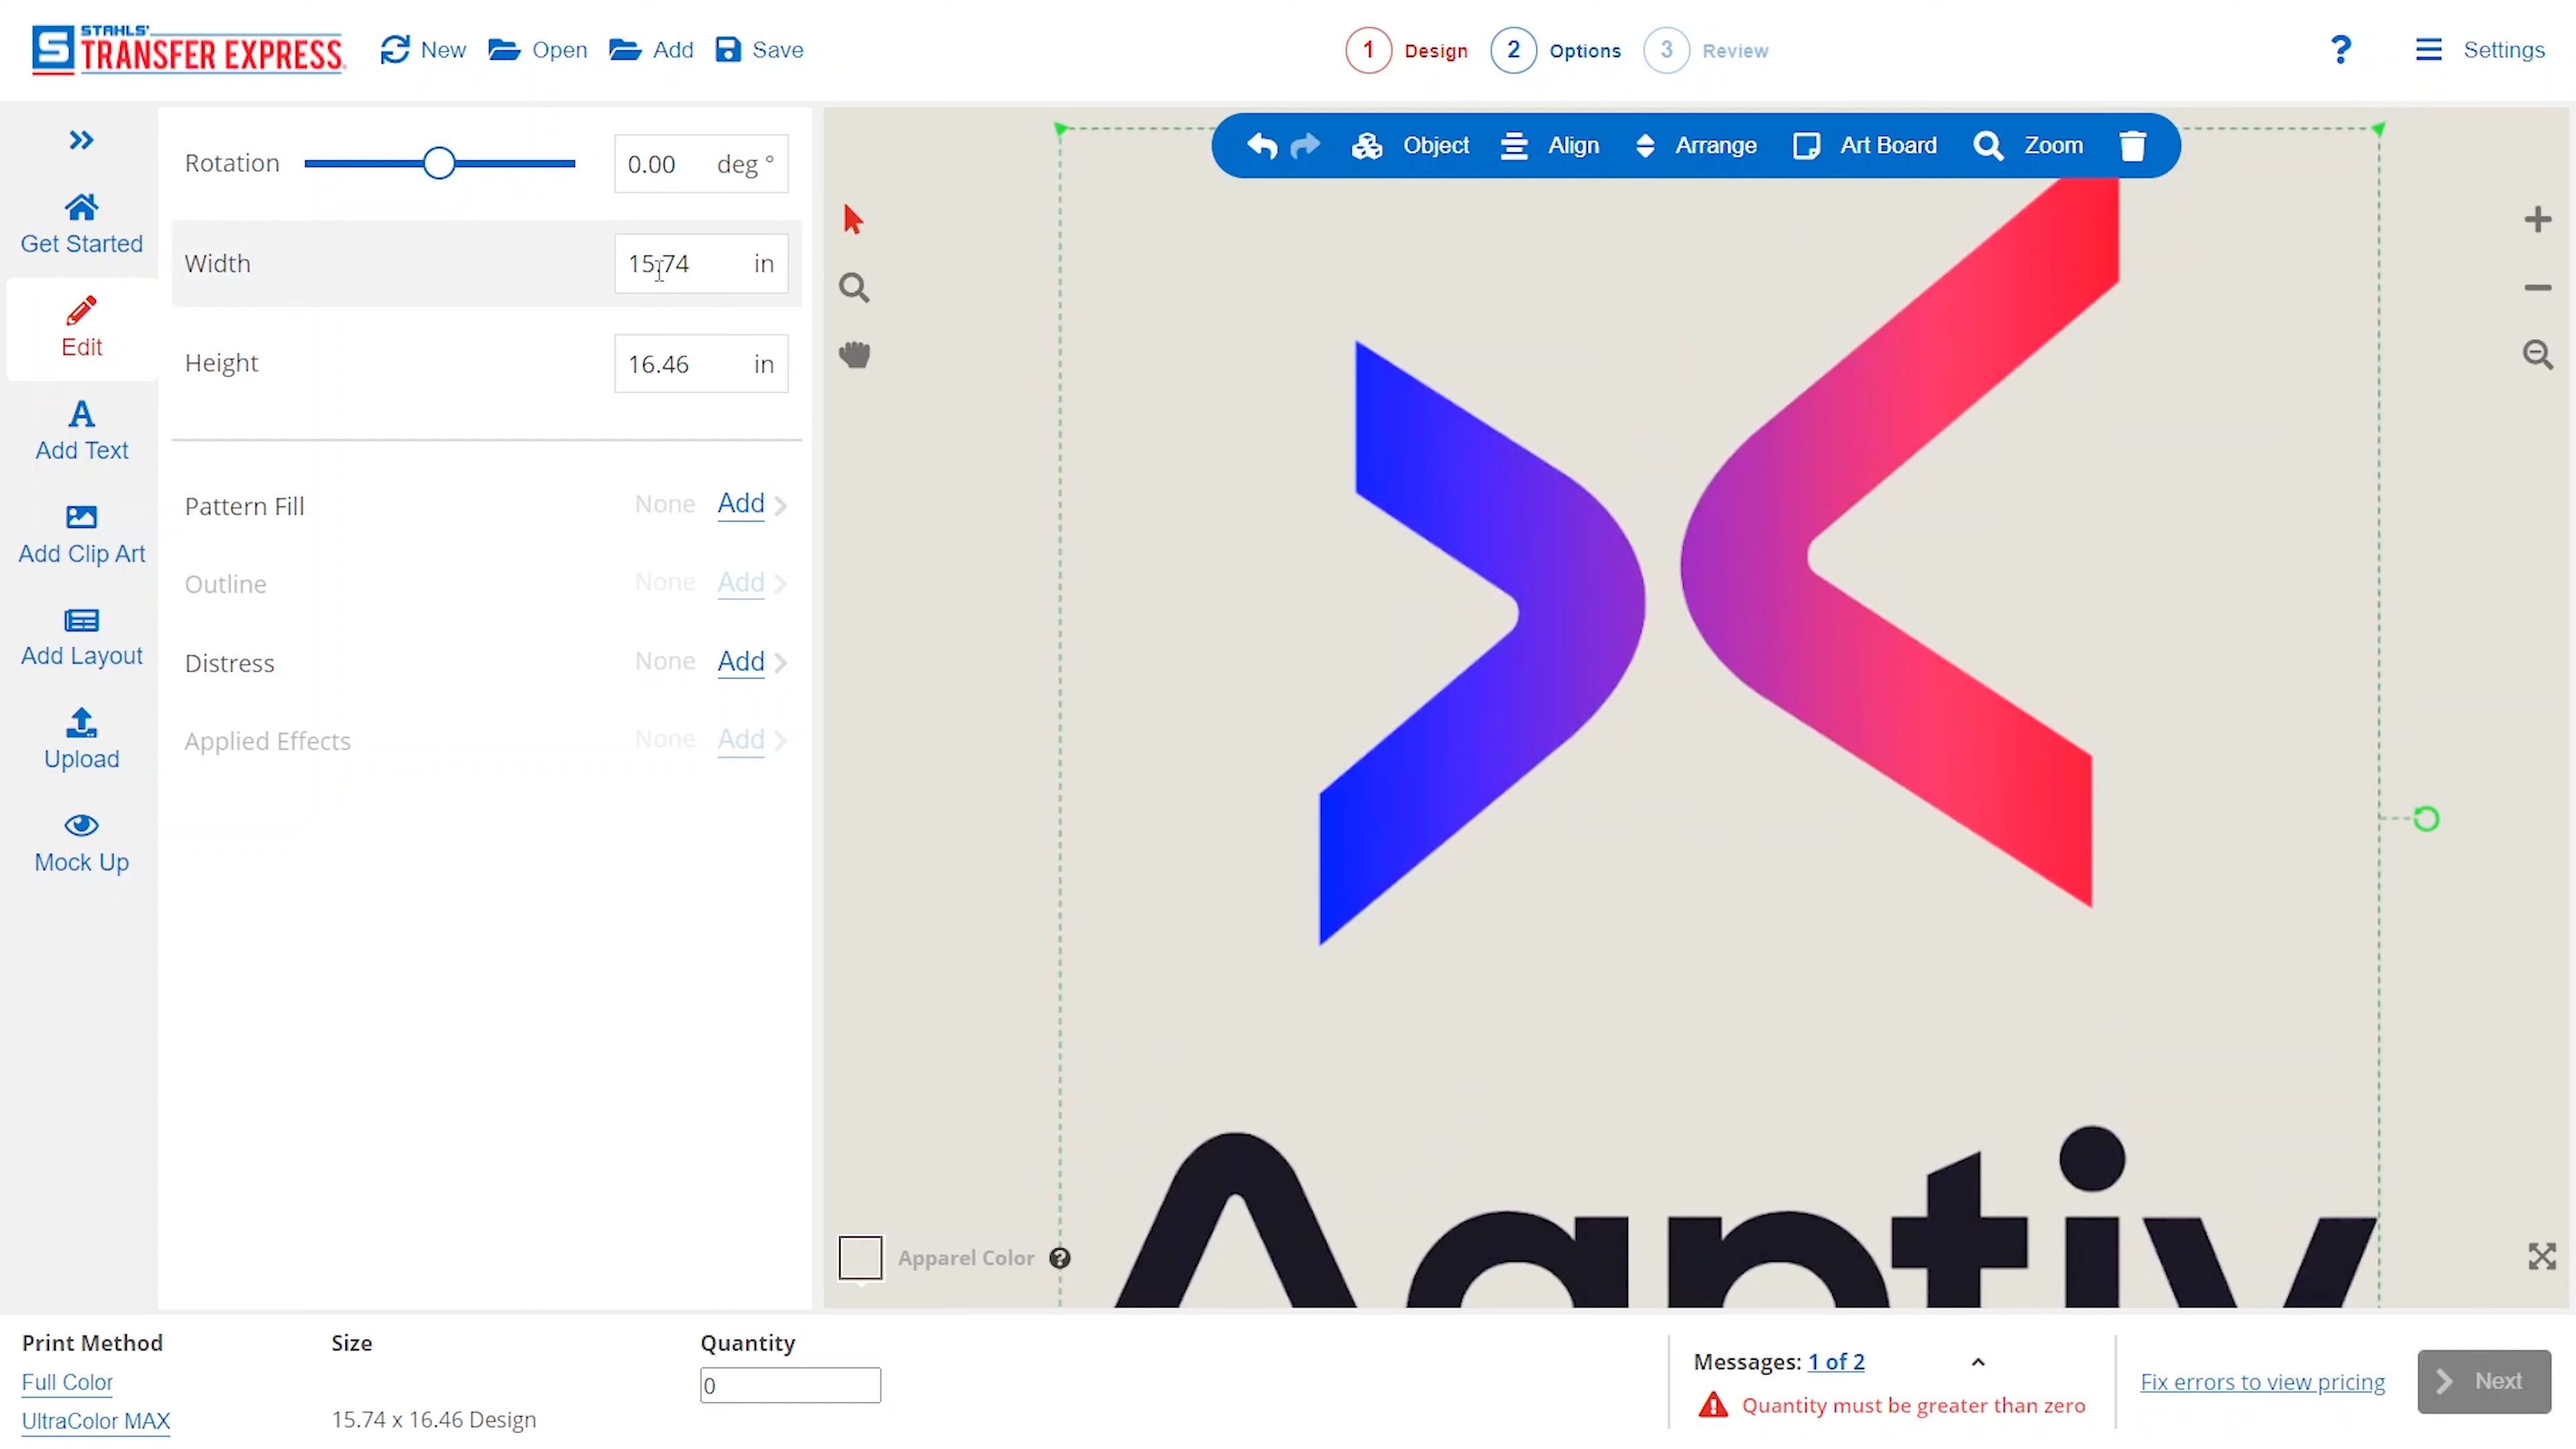 STAHLS'
TRANSFER EXPRESS
New
Open
Add
Save
1 Design
2 Options
3 Review
?
Settings
Get Started
Edit
Add Text
Add Clip Art
Add Layout
Upload
Mock Up
Rotation 0.00 deg °
Width 15.74 in
Height 16.46 in
Pattern Fill None Add
Outline None Add
Distress None Add
Applied Effects None Add
Object
Align
Arrange
Art Board
Zoom
Aqptiv
Apparel Color ?
Print Method
Full Color
UltraColor MAX
Size
15.74 x 16.46 Design
Quantity
0
Messages: 1 of 2
Quantity must be greater than zero
Fix errors to view pricing
Next